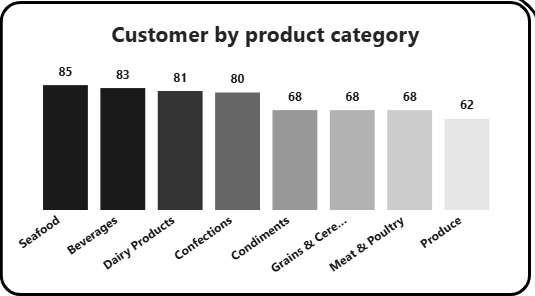 Customer by product category
85 83 81 80 68 68 68 62
Seafood Beverages Dairy Products Confections Condiments Grains & Cere... Meat & Poultry Produce